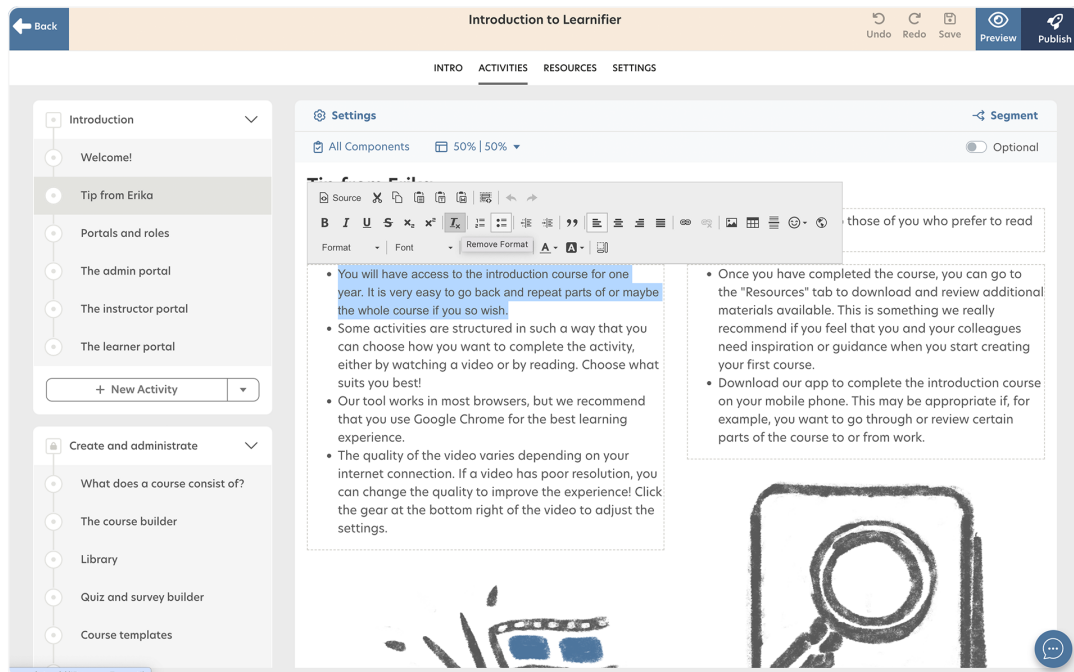 Back
Introduction to Learnifier
Undo
Redo
Save
Preview
Publish
INTRO
ACTIVITIES
RESOURCES
SETTINGS
Introduction
Welcome!
Tip from Erika
Portals and roles
The admin portal
The instructor portal
The learner portal
+ New Activity
Create and administrate
What does a course consist of?
The course builder
Library
Quiz and survey builder
Course templates
Settings
Segment
All Components
50% | 50%
Optional
Tip from Erika
Source
B I U S x₂ x² Tx
Format
Font
Remove Format
A
A
those of you who prefer to read
• You will have access to the introduction course for one
year. It is very easy to go back and repeat parts of or maybe
the whole course if you so wish.
• Some activities are structured in such a way that you
can choose how you want to complete the activity,
either by watching a video or by reading. Choose what
suits you best!
• Our tool works in most browsers, but we recommend
that you use Google Chrome for the best learning
experience.
• The quality of the video varies depending on your
internet connection. If a video has poor resolution, you
can change the quality to improve the experience! Click
the gear at the bottom right of the video to adjust the
settings.
• Once you have completed the course, you can go to
the "Resources" tab to download and review additional
materials available. This is something we really
recommend if you feel that you and your colleagues
need inspiration or guidance when you start creating
your first course.
• Download our app to complete the introduction course
on your mobile phone. This may be appropriate if, for
example, you want to go through or review certain
parts of the course to or from work.